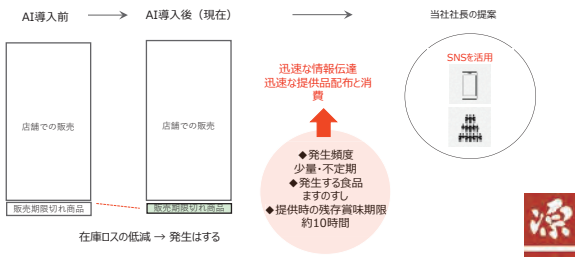 AI導入前
AI導入後（現在）
当社社長の提案
店舗での販売
販売期限切れ商品
店舗での販売
販売期限切れ商品
在庫ロスの低減 → 発生はする
迅速な情報伝達
迅速な提供品配布と消
費
◆発生頻度
少量・不定期
◆発生する食品
ますのすし
◆提供時の残存賞味期限
約10時間
SNSを活用
源